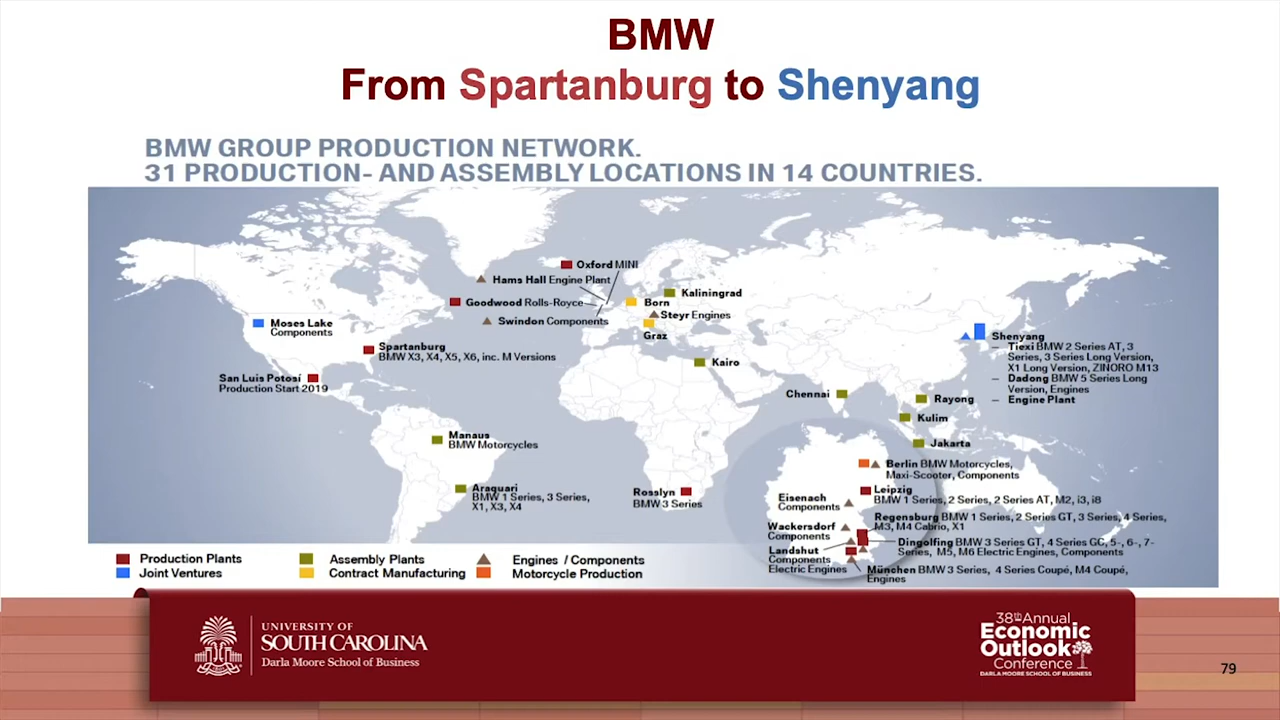 BMW
From Spartanburg to Shenyang
BMW GROUP PRODUCTION NETWORK.
31 PRODUCTION- AND ASSEMBLY LOCATIONS IN 14 COUNTRIES.
Oxford MINI
Hams Hall Engine Plant
Goodwood Rolls-Royce
Swindon Components
Born
Kaliningrad
Steyr Engines
Graz
Moses Lake
Components
Spartanburg
BMW X3, X4, X5, X6, inc. M Versions
San Luis Potosí
Production Start 2019
Kairo
Shenyang
– Tiexi BMW 2 Series AT, 3
Series, 3 Series Long Version,
X1 Long Version, ZINORO M13
– Dadong BMW 5 Series Long
Version, Engines
– Engine Plant
Chennai
Rayong
Kulim
Jakarta
Manaus
BMW Motorcycles
Araquari
BMW 1 Series, 3 Series,
X1, X3, X4
Rosslyn
BMW 3 Series
Berlin BMW Motorcycles,
Maxi-Scooter, Components
Leipzig
BMW 1 Series, 2 Series, 2 Series AT, M2, i3, i8
Eisenach
Components
Regensburg BMW 1 Series, 2 Series GT, 3 Series, 4 Series,
M3, M4 Cabrio, X1
Wackersdorf
Components
Dingolfing BMW 3 Series GT, 4 Series GC, 5-, 6-, 7-
Series, M5, M6 Electric Engines, Components
Landshut
Components
Electric Engines
München BMW 3 Series, 4 Series Coupé, M4 Coupé,
Engines
Production Plants
Joint Ventures
Assembly Plants
Contract Manufacturing
Engines / Components
Motorcycle Production
UNIVERSITY OF
SOUTH CAROLINA
Darla Moore School of Business
38th Annual
Economic
Outlook
Conference
DARLA MOORE SCHOOL OF BUSINESS
79